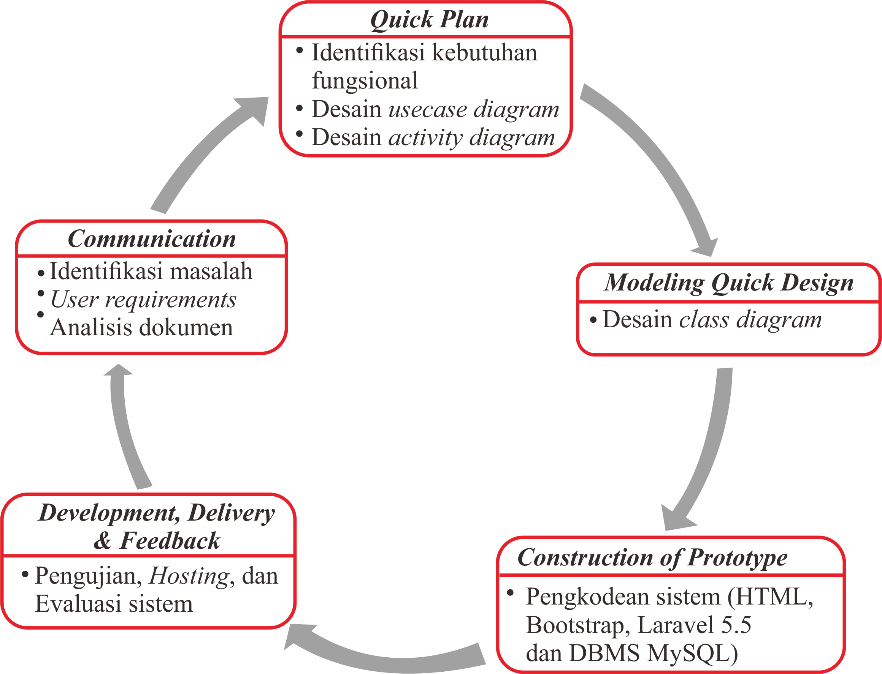 Quick Plan
• Identifikasi kebutuhan
fungsional
• Desain usecase diagram
• Desain activity diagram
Communication
• Identifikasi masalah
• User requirements
• Analisis dokumen
Modeling Quick Design
• Desain class diagram
Development, Delivery
& Feedback
• Pengujian, Hosting, dan
Evaluasi sistem
Construction of Prototype
• Pengkodean sistem (HTML,
Bootstrap, Laravel 5.5
dan DBMS MySQL)